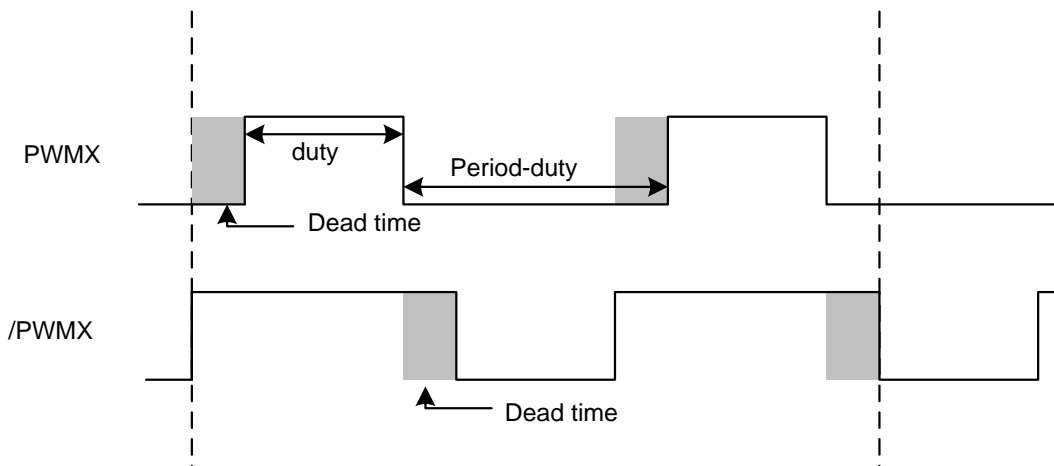 PWMX
duty
Period-duty
Dead time
/PWMX
Dead time